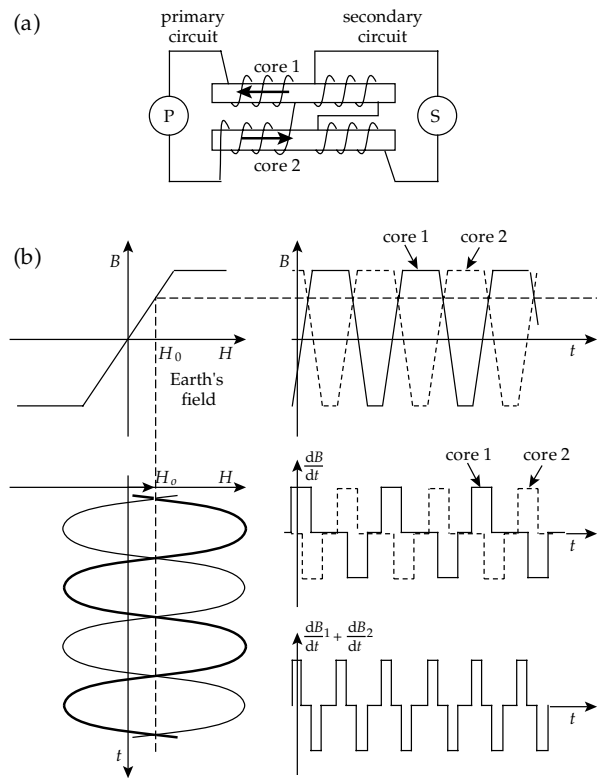 (a)
primary circuit
secondary circuit
core 1
P
S
core 2
(b)
B
H₀
H
Earth's field
B
core 1
core 2
t
Hₒ
H
t
dB/dt
core 1
core 2
t
dB₁/dt + dB₂/dt
t